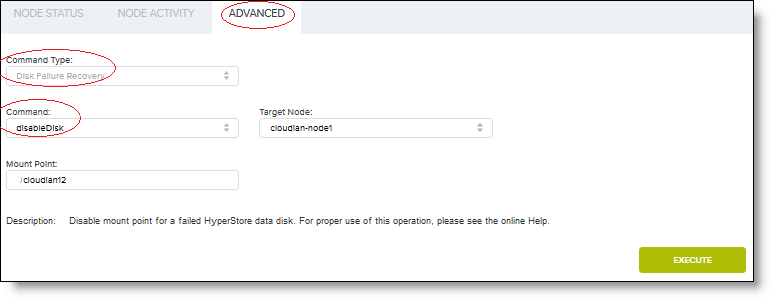 NODE STATUS NODE ACTIVITY ADVANCED
Command Type:
Disk Failure Recovery
Command: Target Node:
disableDisk cloudian-node1
Mount Point:
/cloudian12
Description: Disable mount point for a failed HyperStore data disk. For proper use of this operation, please see the online Help.
EXECUTE